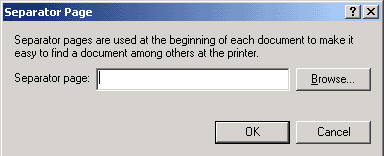 Separator Page
Separator pages are used at the beginning of each document to make it
easy to find a document among others at the printer.
Separator page: Browse...
OK Cancel